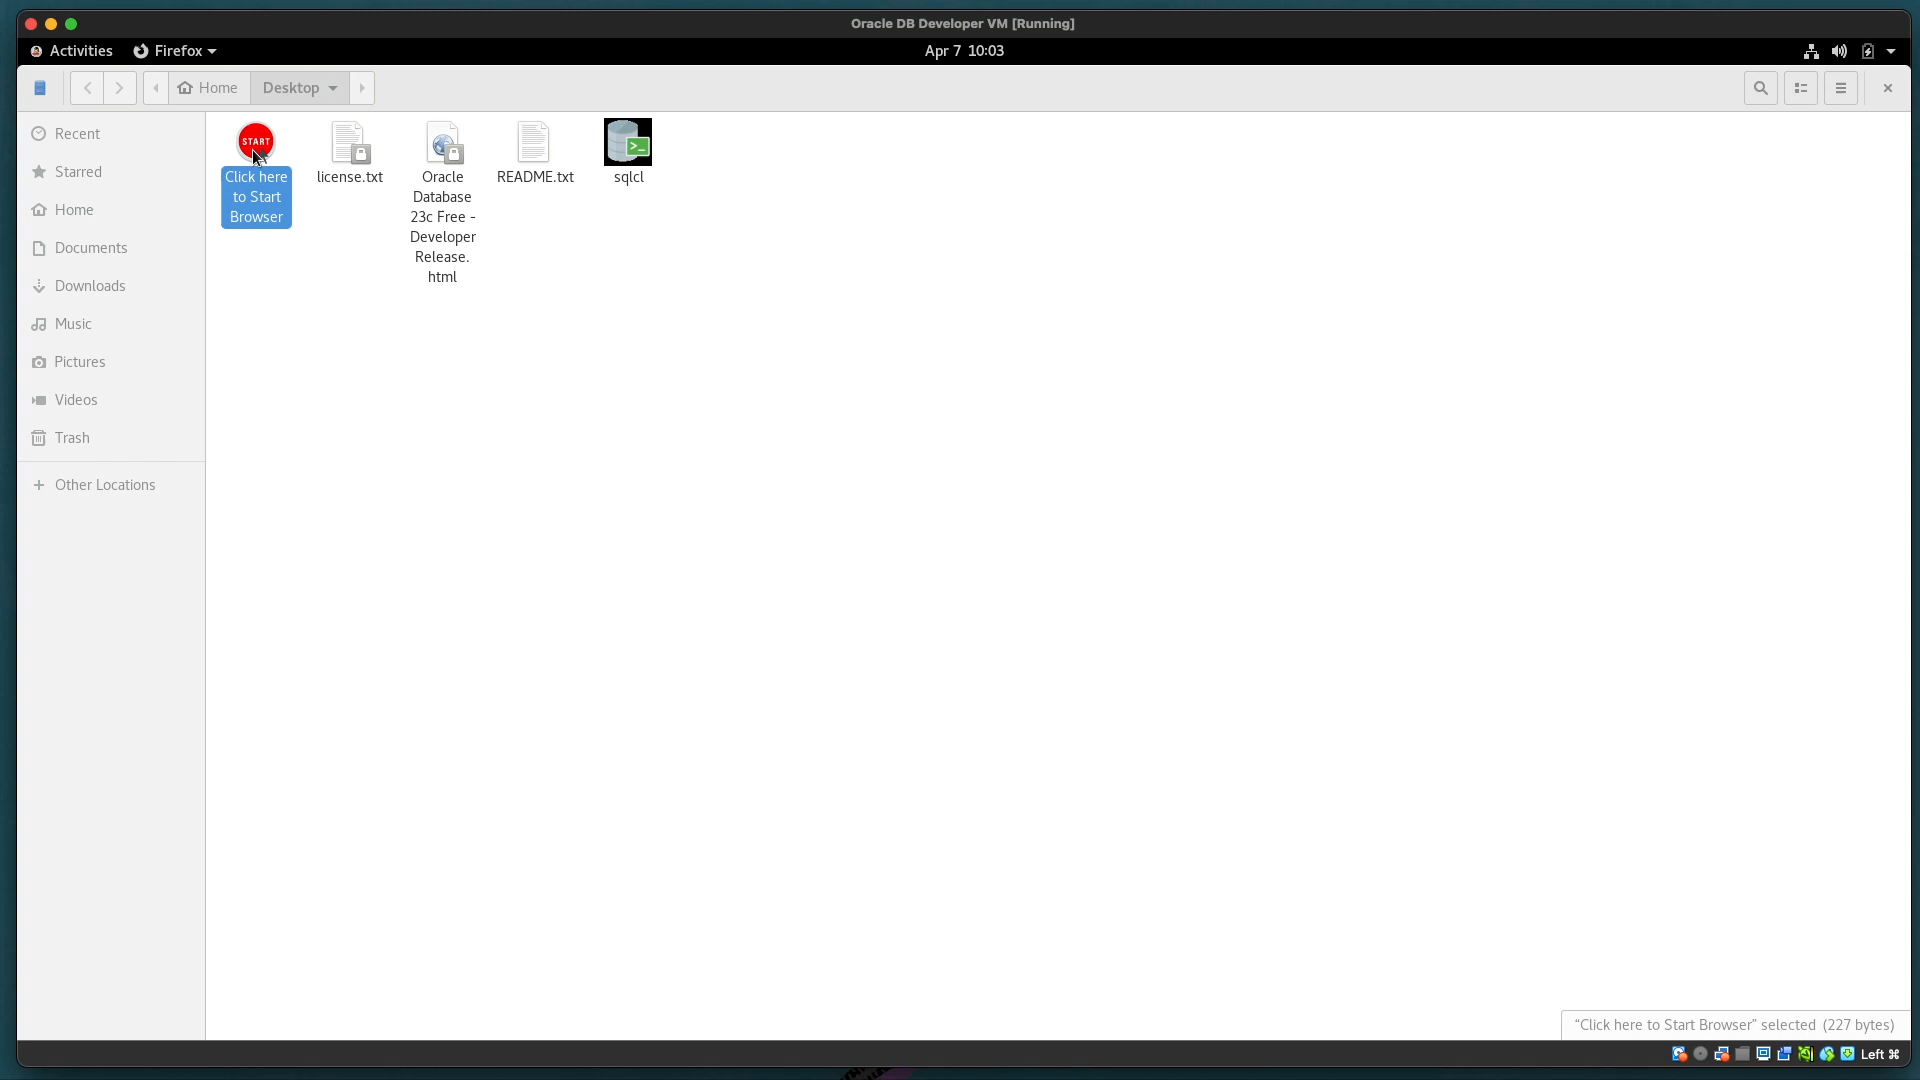 Oracle DB Developer VM [Running]
Activities
Firefox
Apr 7 10:03
Home
Desktop
Recent
Starred
Home
Documents
Downloads
Music
Pictures
Videos
Trash
Other Locations
START
Click here
to Start
Browser
license.txt
Oracle
Database
23c Free -
Developer
Release.
html
README.txt
>_
sqlcl
“Click here to Start Browser” selected (227 bytes)
Left ⌘